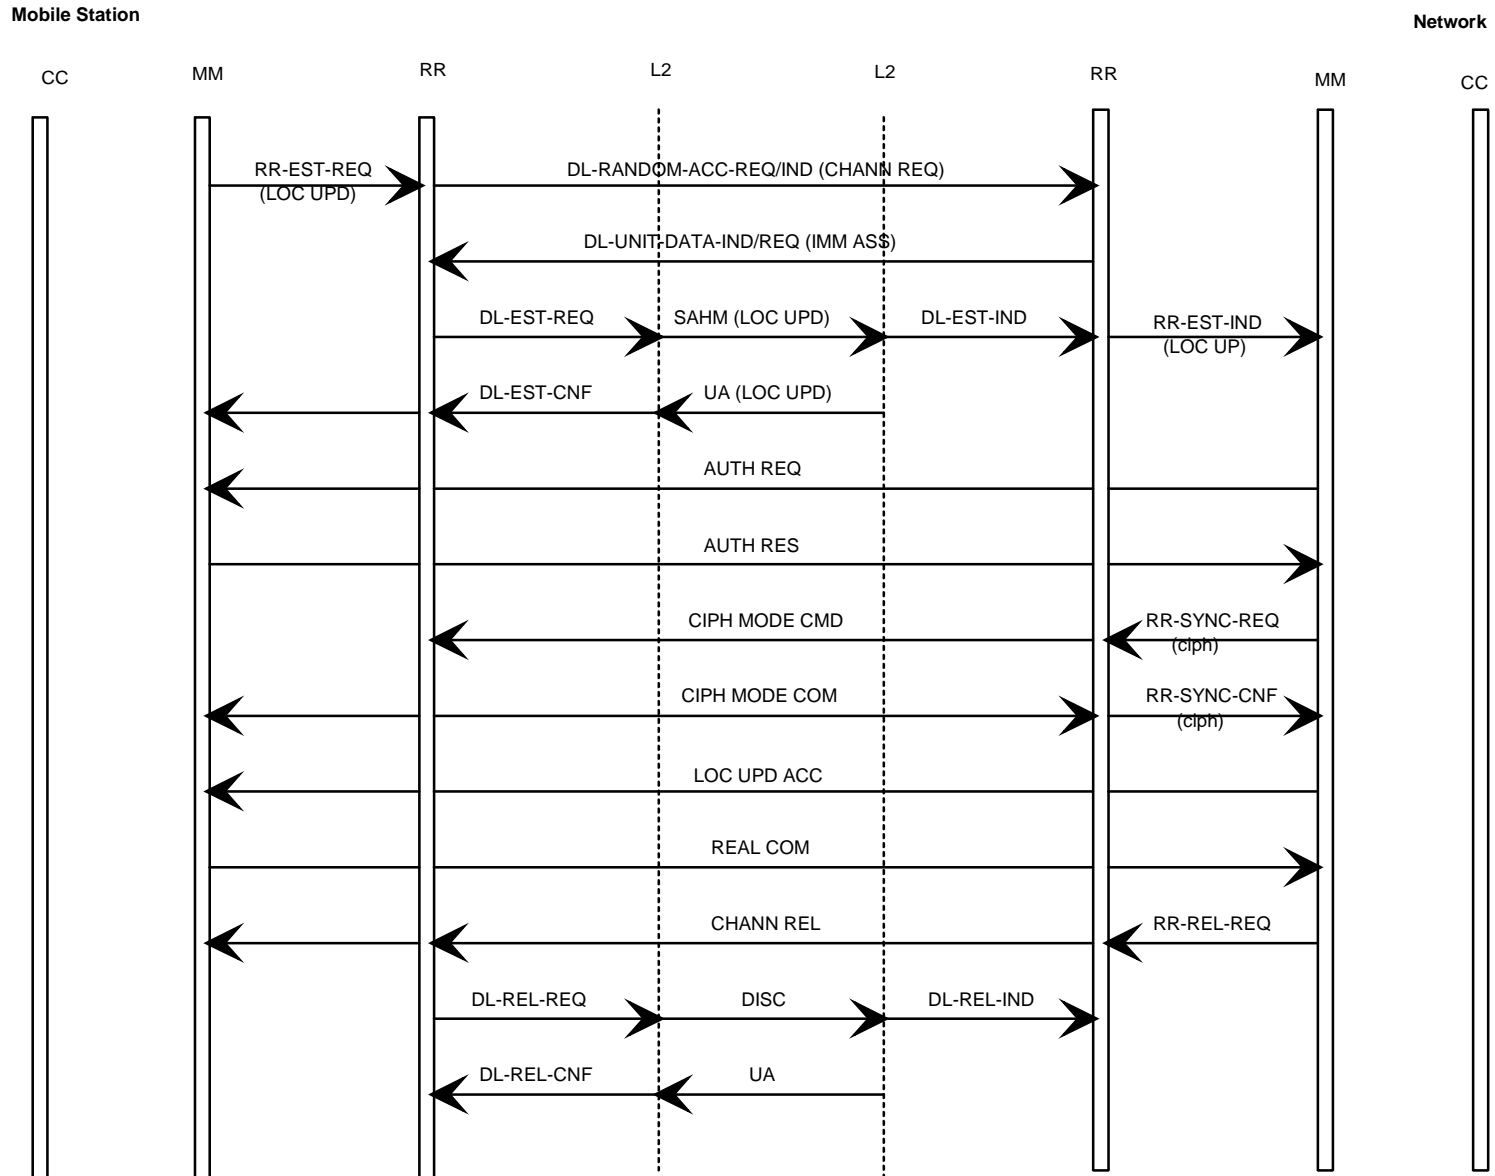 Mobile Station
Network
CC
MM
RR
L2
L2
RR
MM
CC
RR-EST-REQ
(LOC UPD)
DL-RANDOM-ACC-REQ/IND (CHANN REQ)
DL-UNIT-DATA-IND/REQ (IMM ASS)
DL-EST-REQ
SAHM (LOC UPD)
DL-EST-IND
RR-EST-IND
(LOC UP)
DL-EST-CNF
UA (LOC UPD)
AUTH REQ
AUTH RES
CIPH MODE CMD
RR-SYNC-REQ
(ciph)
CIPH MODE COM
RR-SYNC-CNF
(ciph)
LOC UPD ACC
REAL COM
CHANN REL
RR-REL-REQ
DL-REL-REQ
DISC
DL-REL-IND
DL-REL-CNF
UA